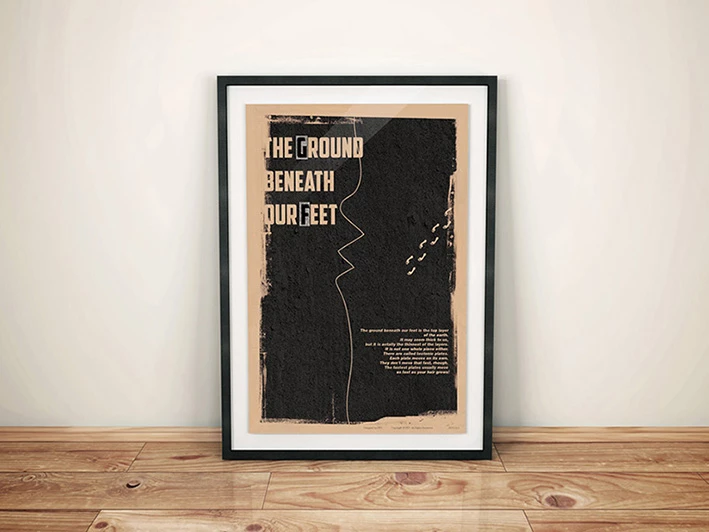 THE GROUND
BENEATH
OUR FEET
The ground beneath our feet is the top layer
of the earth.
It may seem thick to us,
but it is actally the thinnest of the layers.
It is not one whole piece either.
There are called tectonic plates.
Each plate moves on its own.
They don't move that fast, though.
The fastest plates usually move
as fast as your hair grows!